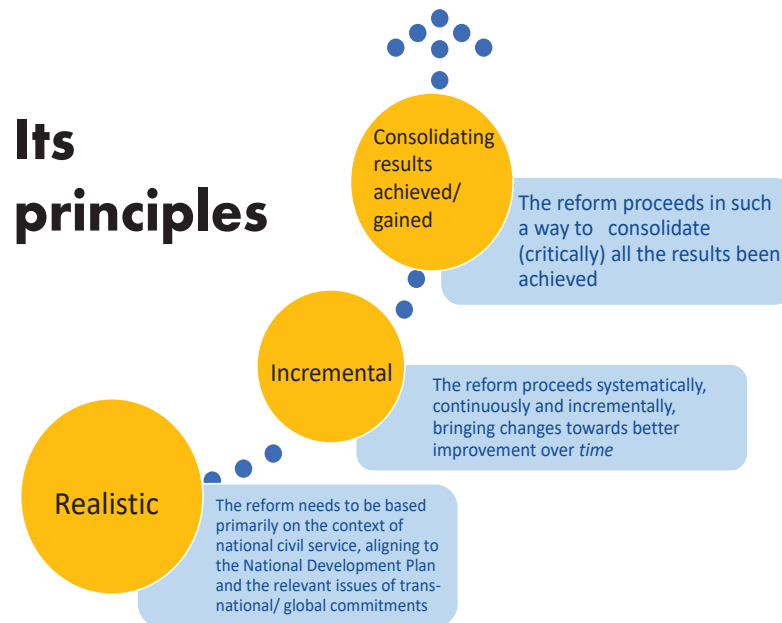 Its
principles
Consolidating
results
achieved/
gained
The reform proceeds in such
a way to consolidate
(critically) all the results been
achieved
Incremental
The reform proceeds systematically,
continuously and incrementally,
bringing changes towards better
improvement over time
Realistic
The reform needs to be based
primarily on the context of
national civil service, aligning to
the National Development Plan
and the relevant issues of trans-
national/ global commitments